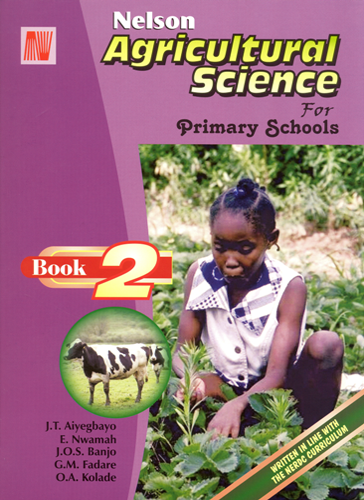 Nelson
Agricultural
Science
For
Primary Schools
Book 2
J.T. Aiyegbayo
E. Nwamah
J.O.S. Banjo
G.M. Fadare
O.A. Kolade
WRITTEN IN LINE WITH
THE NERDC CURRICULUM